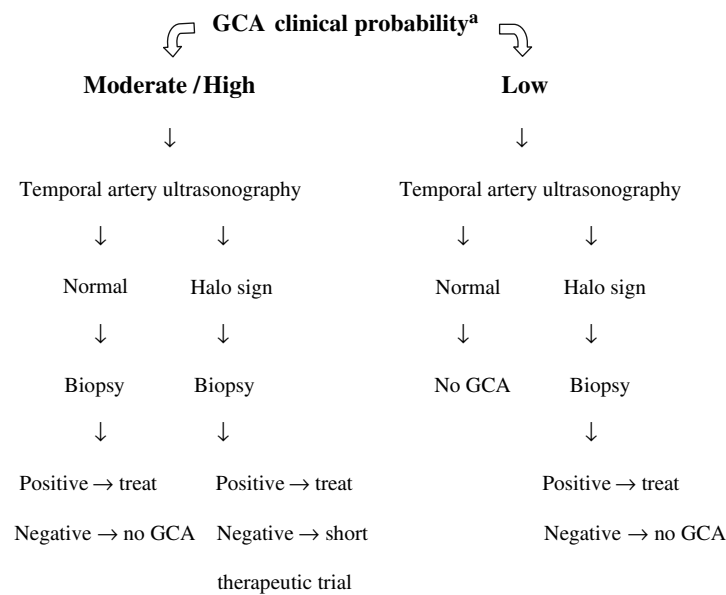 GCA clinical probabilityª
Moderate / High Low
↓ ↓
Temporal artery ultrasonography Temporal artery ultrasonography
↓ ↓ ↓ ↓
Normal Halo sign Normal Halo sign
↓ ↓ ↓ ↓
Biopsy Biopsy No GCA Biopsy
↓ ↓ ↓
Positive → treat Positive → treat Positive → treat
Negative → no GCA Negative → short Negative → no GCA
therapeutic trial